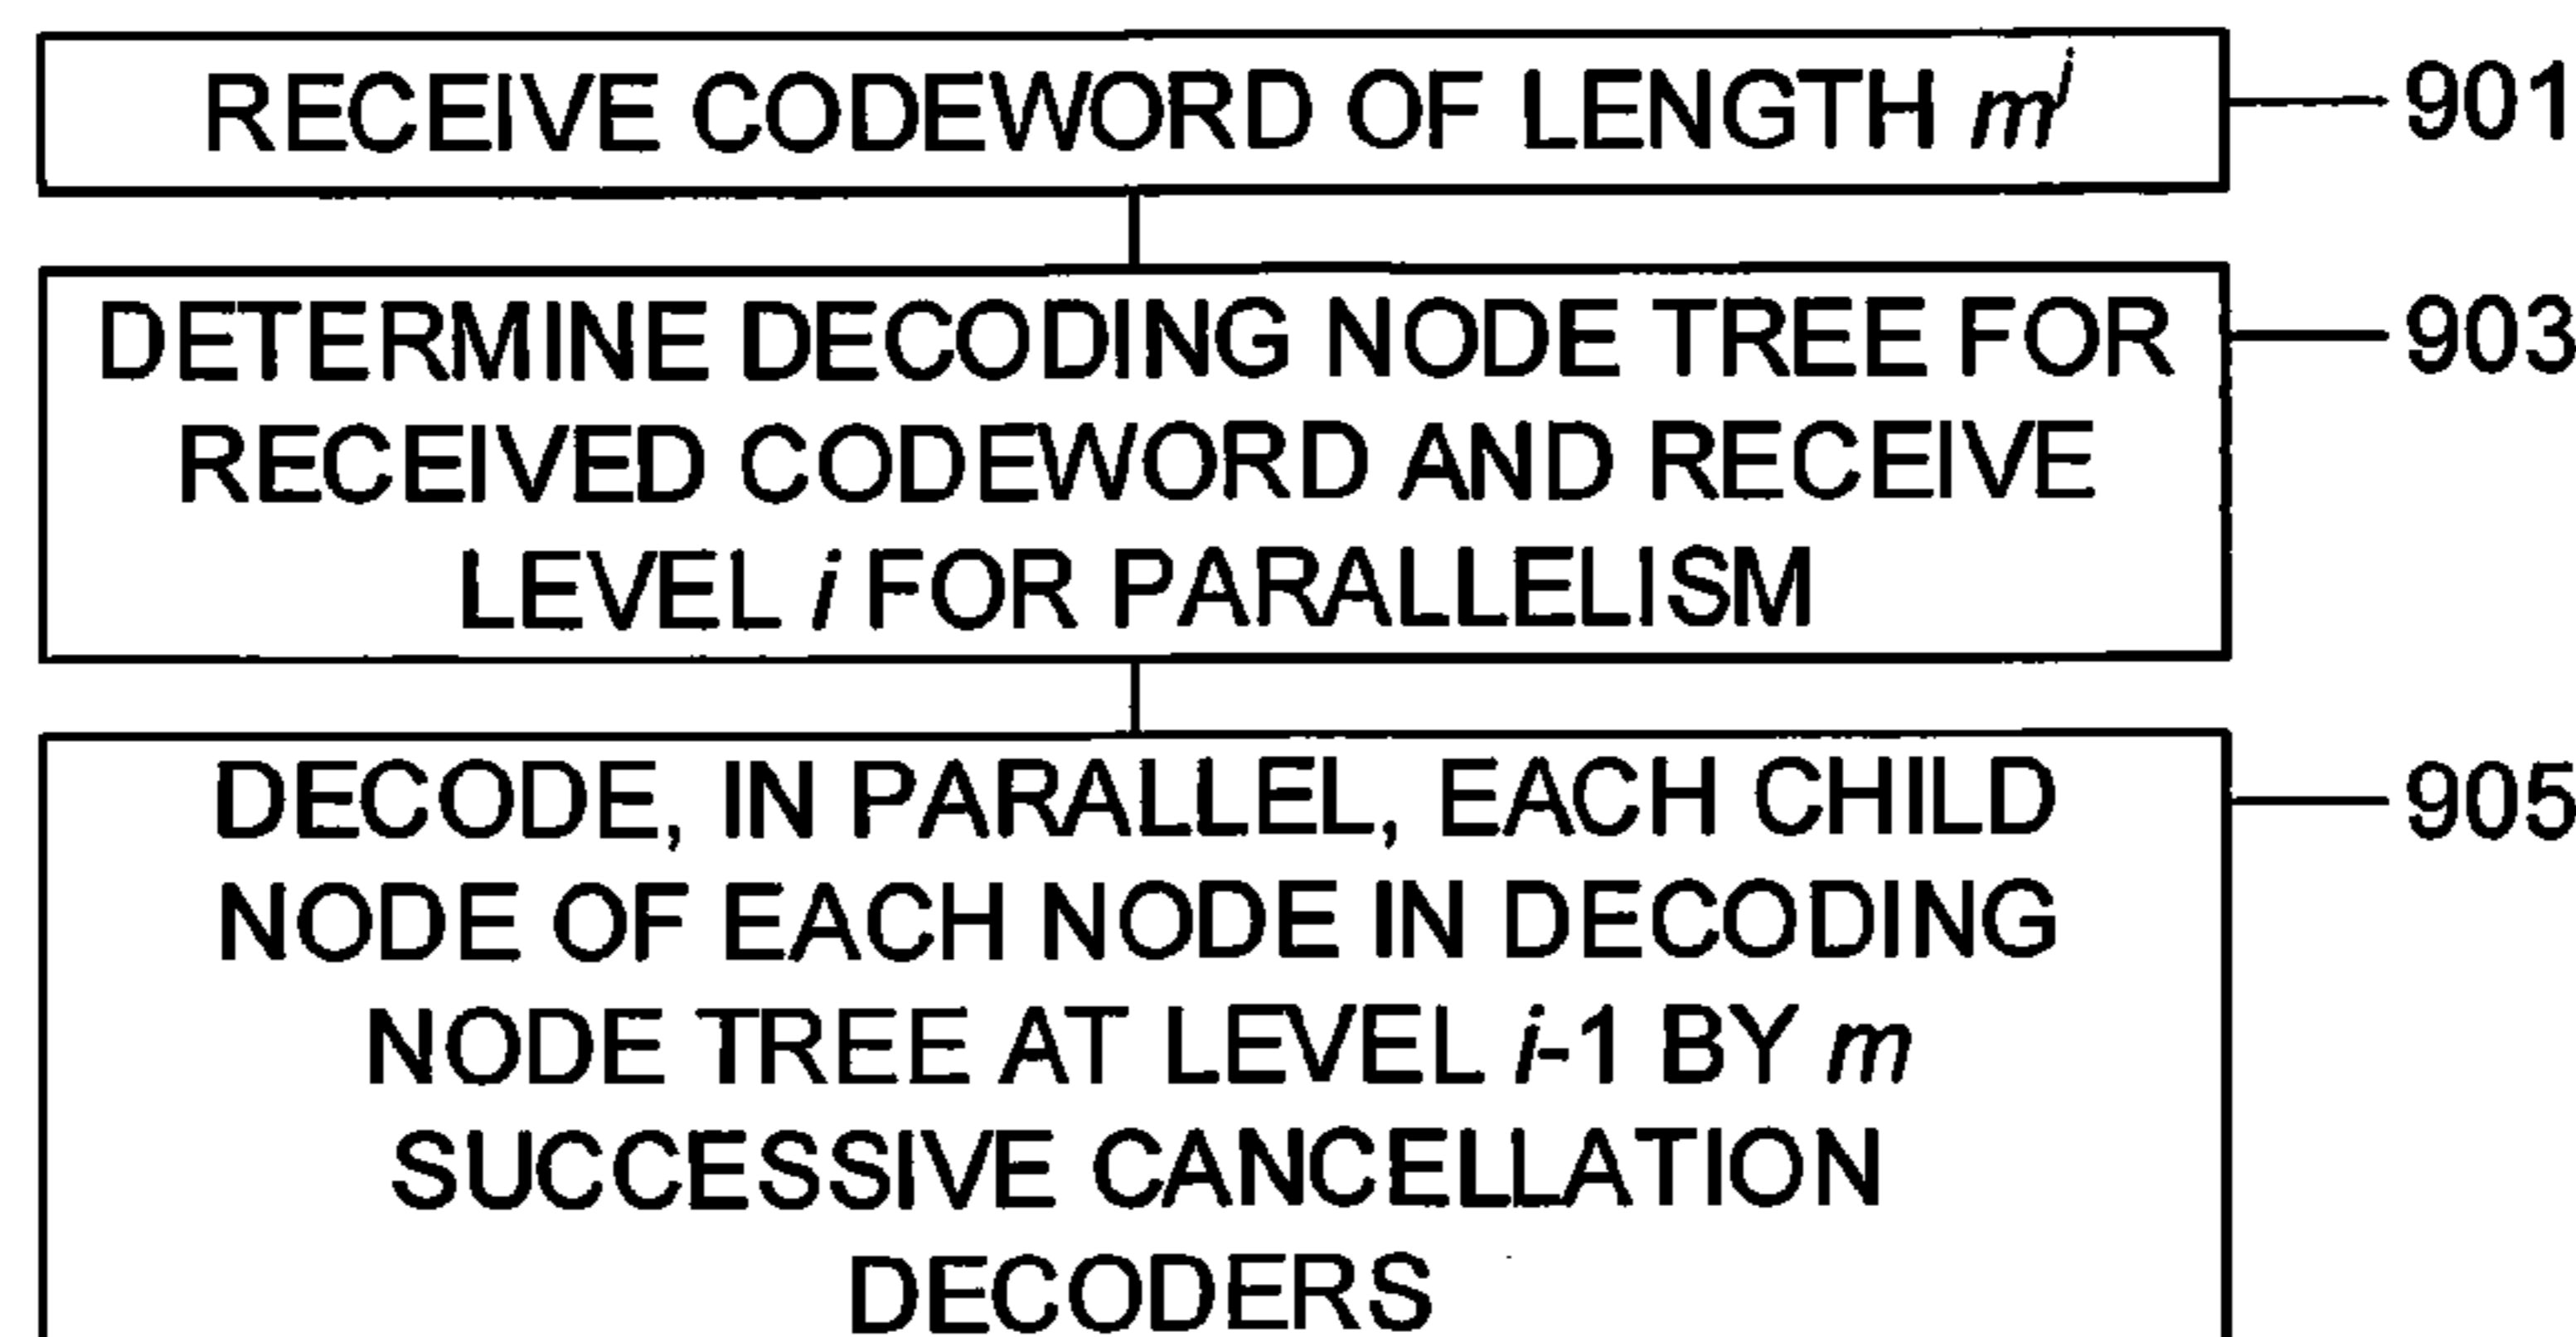 RECEIVE CODEWORD OF LENGTH m^j
901
DETERMINE DECODING NODE TREE FOR
903
RECEIVED CODEWORD AND RECEIVE
LEVEL i FOR PARALLELISM
DECODE, IN PARALLEL, EACH CHILD
905
NODE OF EACH NODE IN DECODING
NODE TREE AT LEVEL i-1 BY m
SUCCESSIVE CANCELLATION
DECODERS